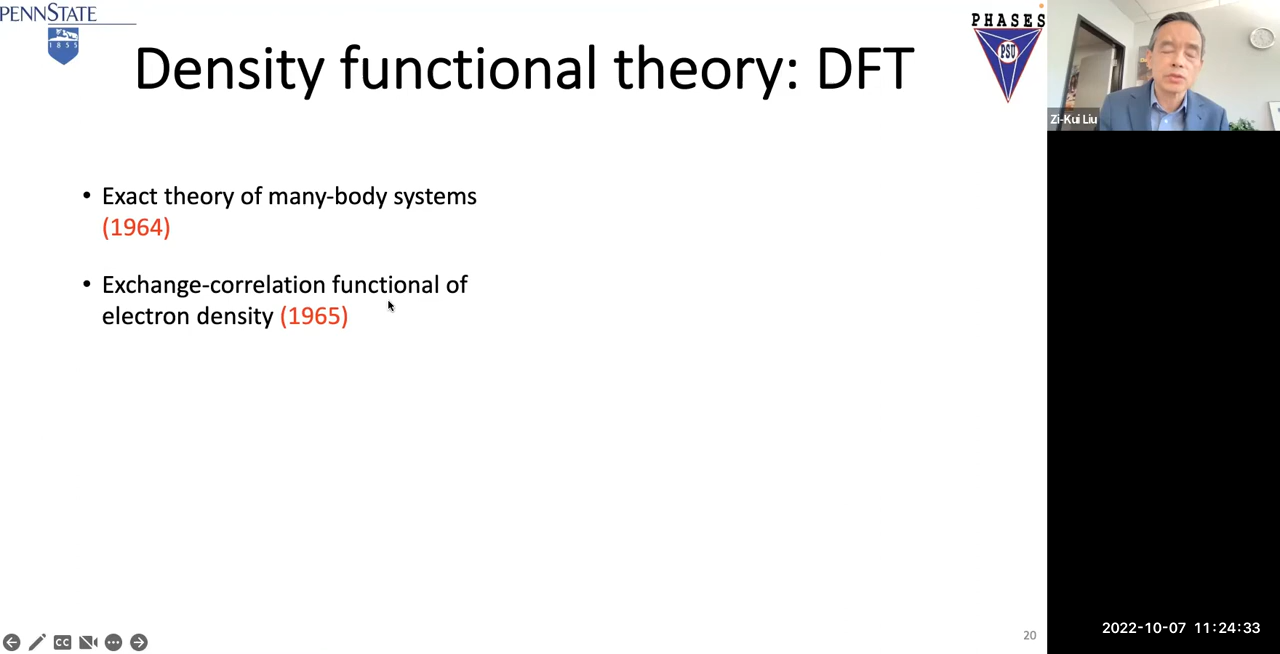 PENNSTATE
1855
Density functional theory: DFT
PHASES
PSU
Zi-Kui Liu
• Exact theory of many-body systems
(1964)
• Exchange-correlation functional of
electron density (1965)
CC
20
2022-10-07 11:24:33